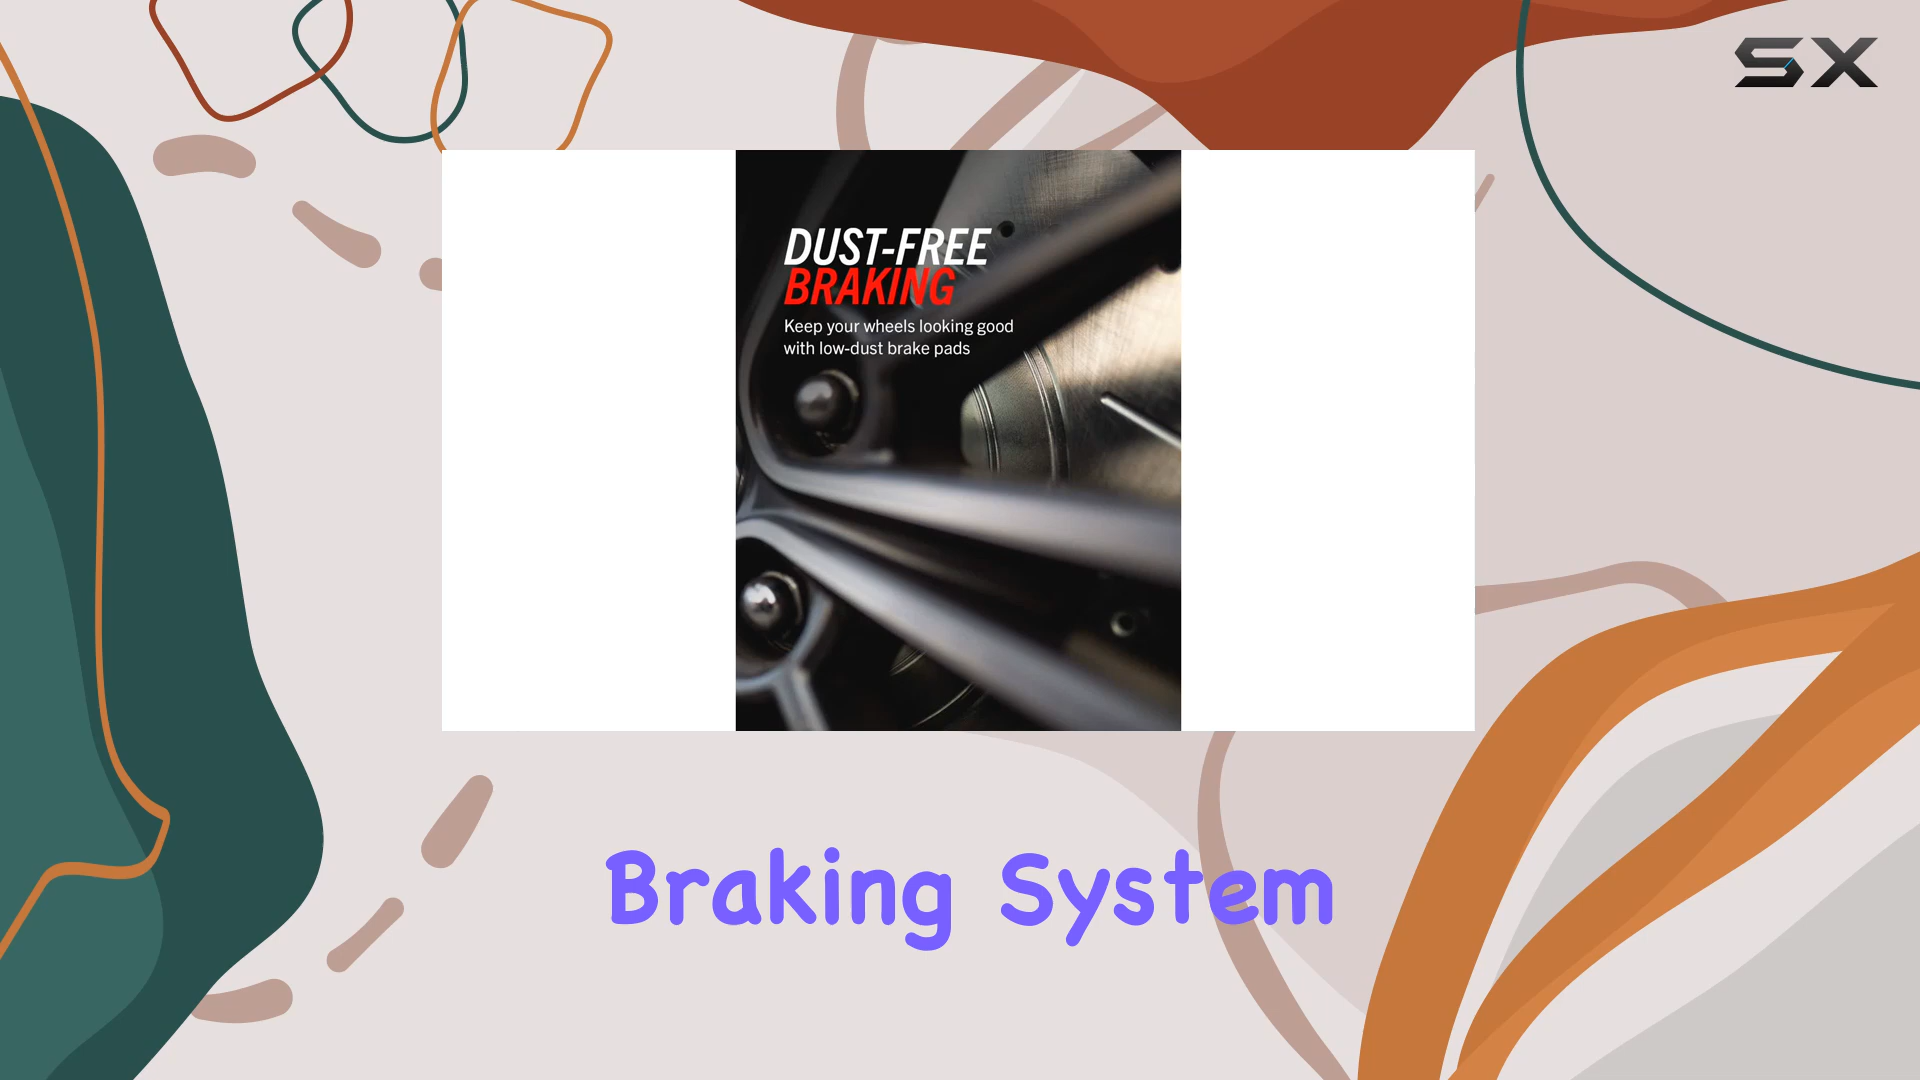 SX
DUST-FREE
BRAKING
Keep your wheels looking good
with low-dust brake pads
Braking System